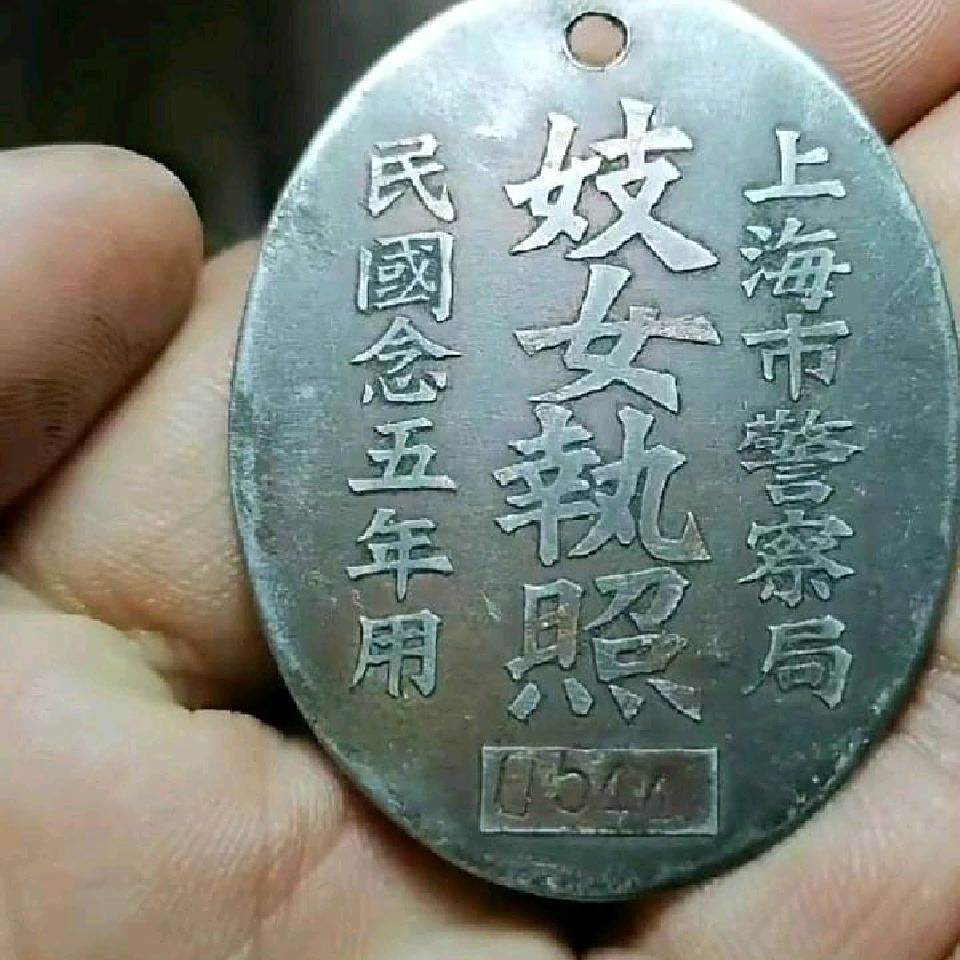 上海市警察局
妓女執照
民國念五年用